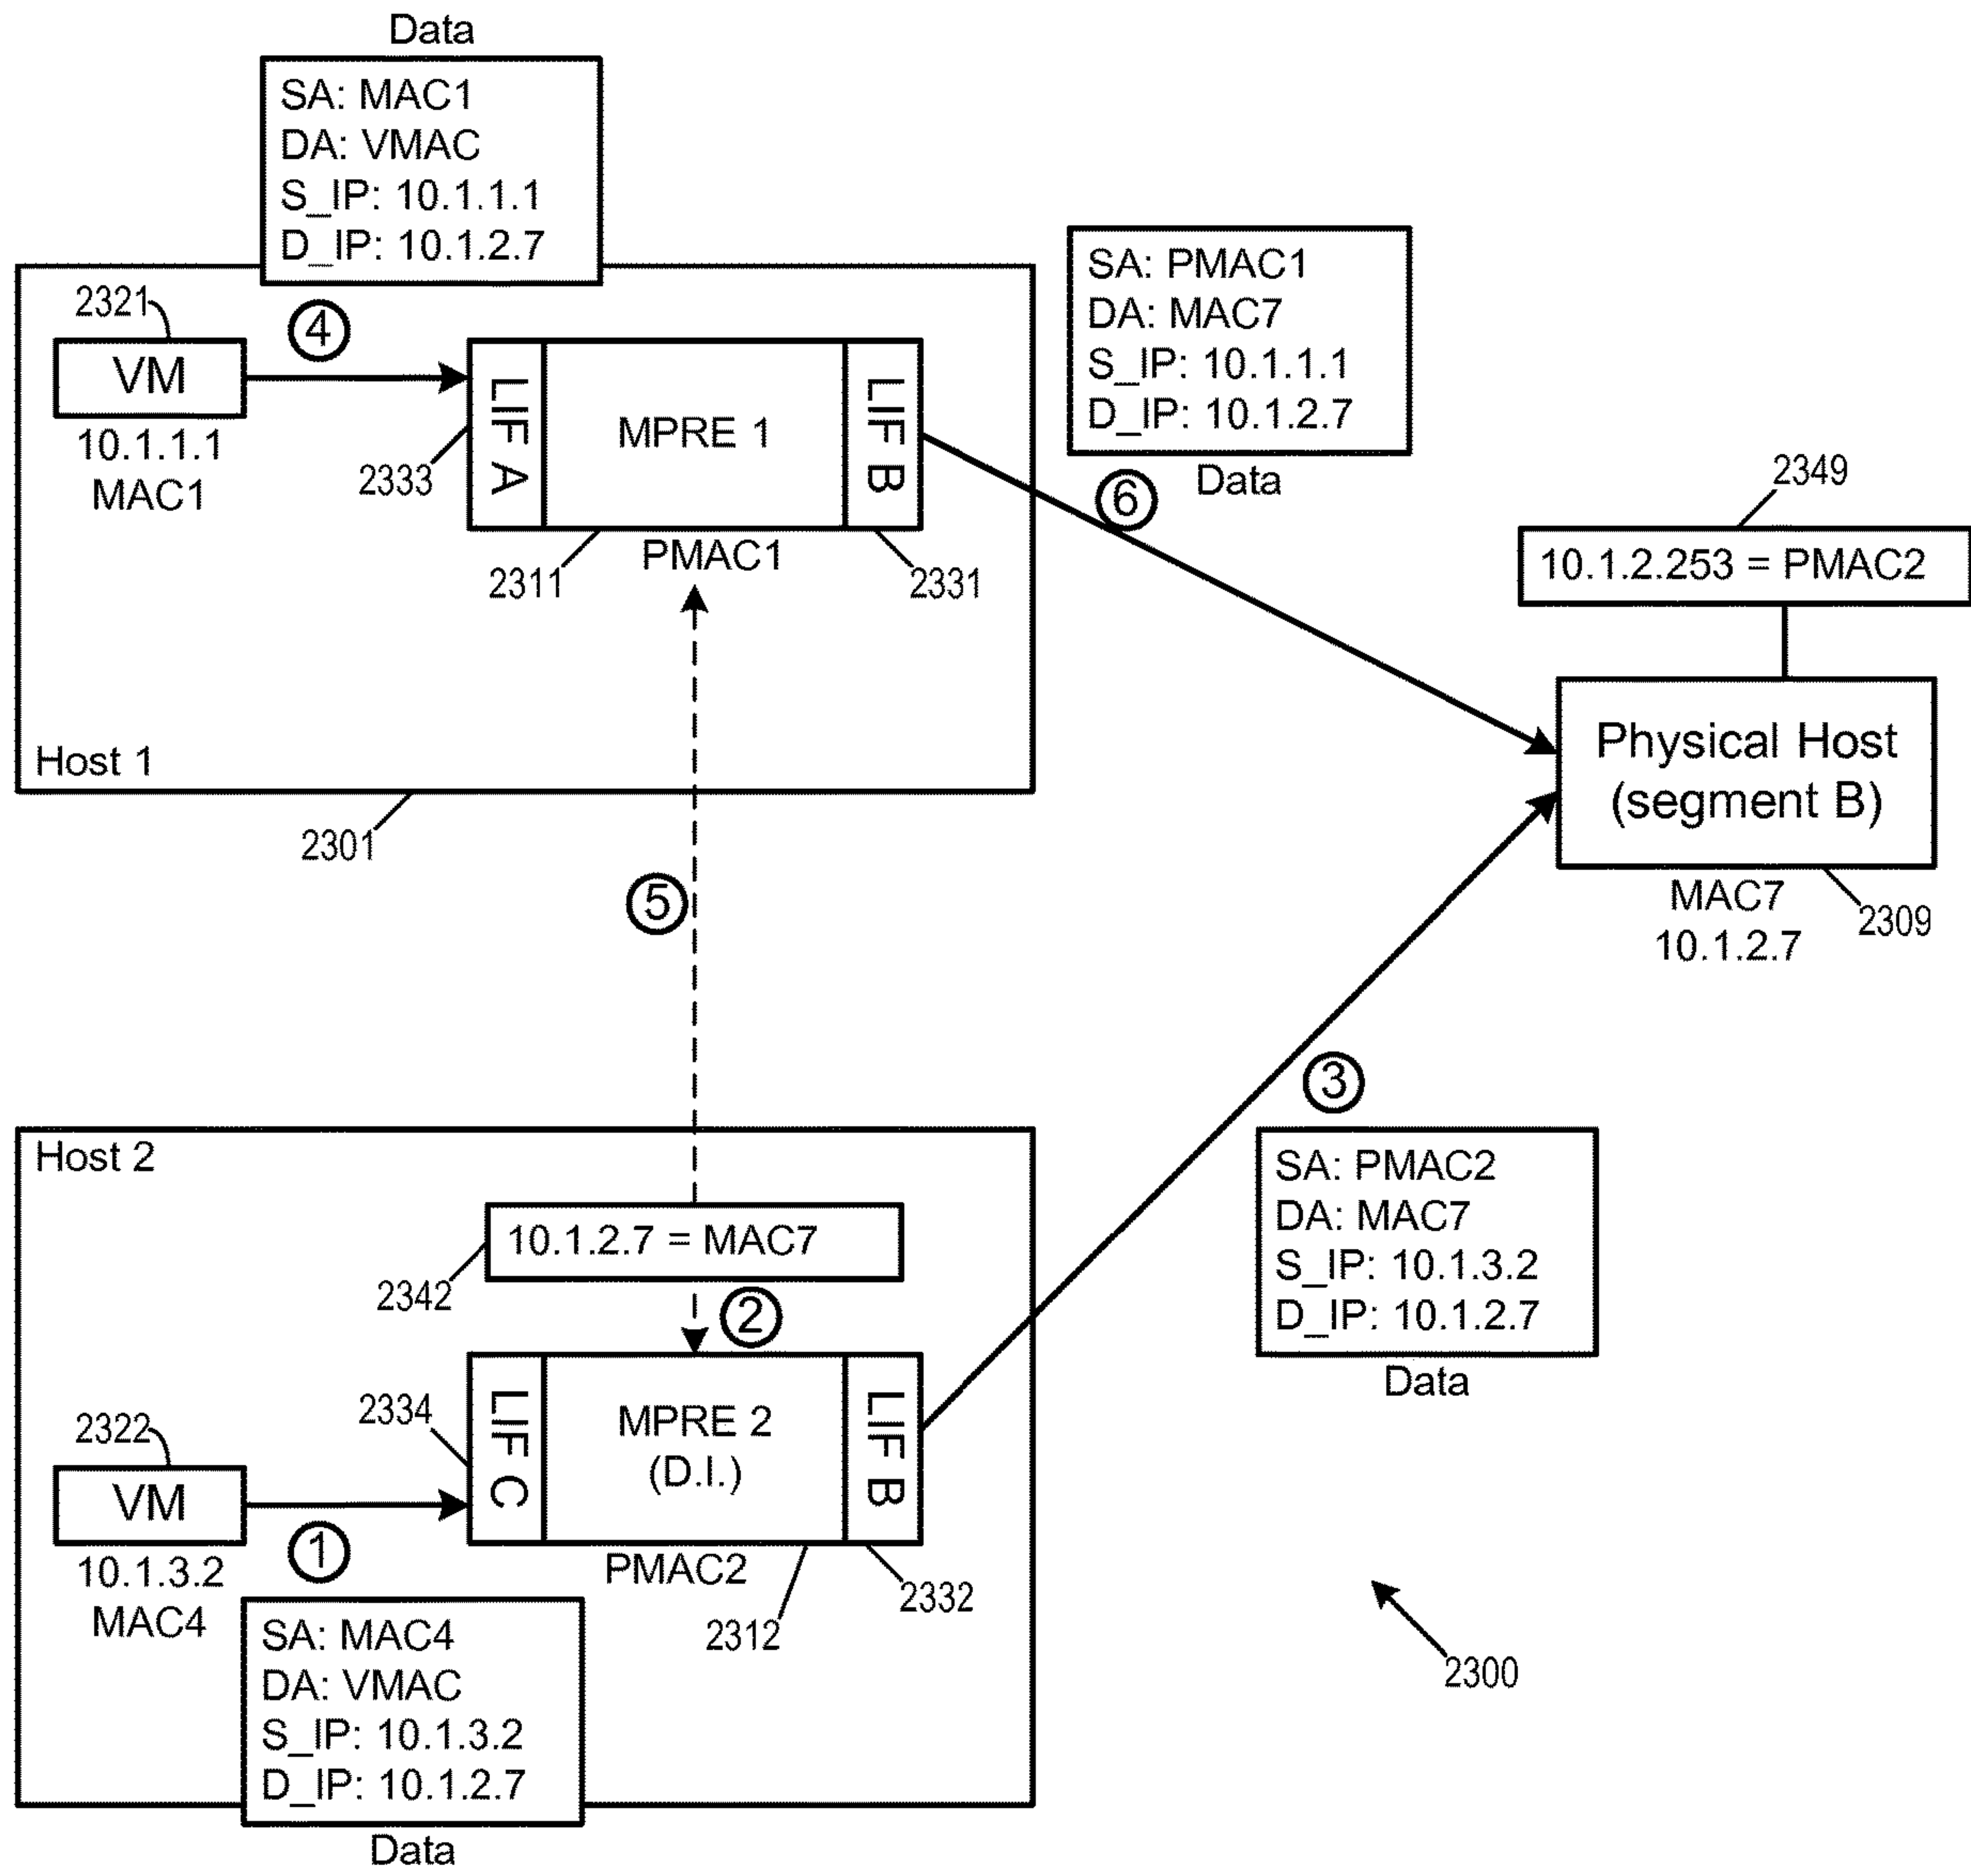 Data
SA: MAC1
DA: VMAC
S_IP: 10.1.1.1
D_IP: 10.1.2.7
2321
4
VM
10.1.1.1
MAC1
LIF A
MPRE 1
LIF B
2333
2311
PMAC1
2331
Host 1
2301
SA: PMAC1
DA: MAC7
S_IP: 10.1.1.1
D_IP: 10.1.2.7
Data
6
2349
10.1.2.253 = PMAC2
Physical Host
(segment B)
MAC7
10.1.2.7
2309
5
3
SA: PMAC2
DA: MAC7
S_IP: 10.1.3.2
D_IP: 10.1.2.7
Data
Host 2
10.1.2.7 = MAC7
2342
2
2334
LIF C
MPRE 2
(D.I.)
LIF B
2322
VM
10.1.3.2
MAC4
1
PMAC2
2312
2332
SA: MAC4
DA: VMAC
S_IP: 10.1.3.2
D_IP: 10.1.2.7
Data
2300